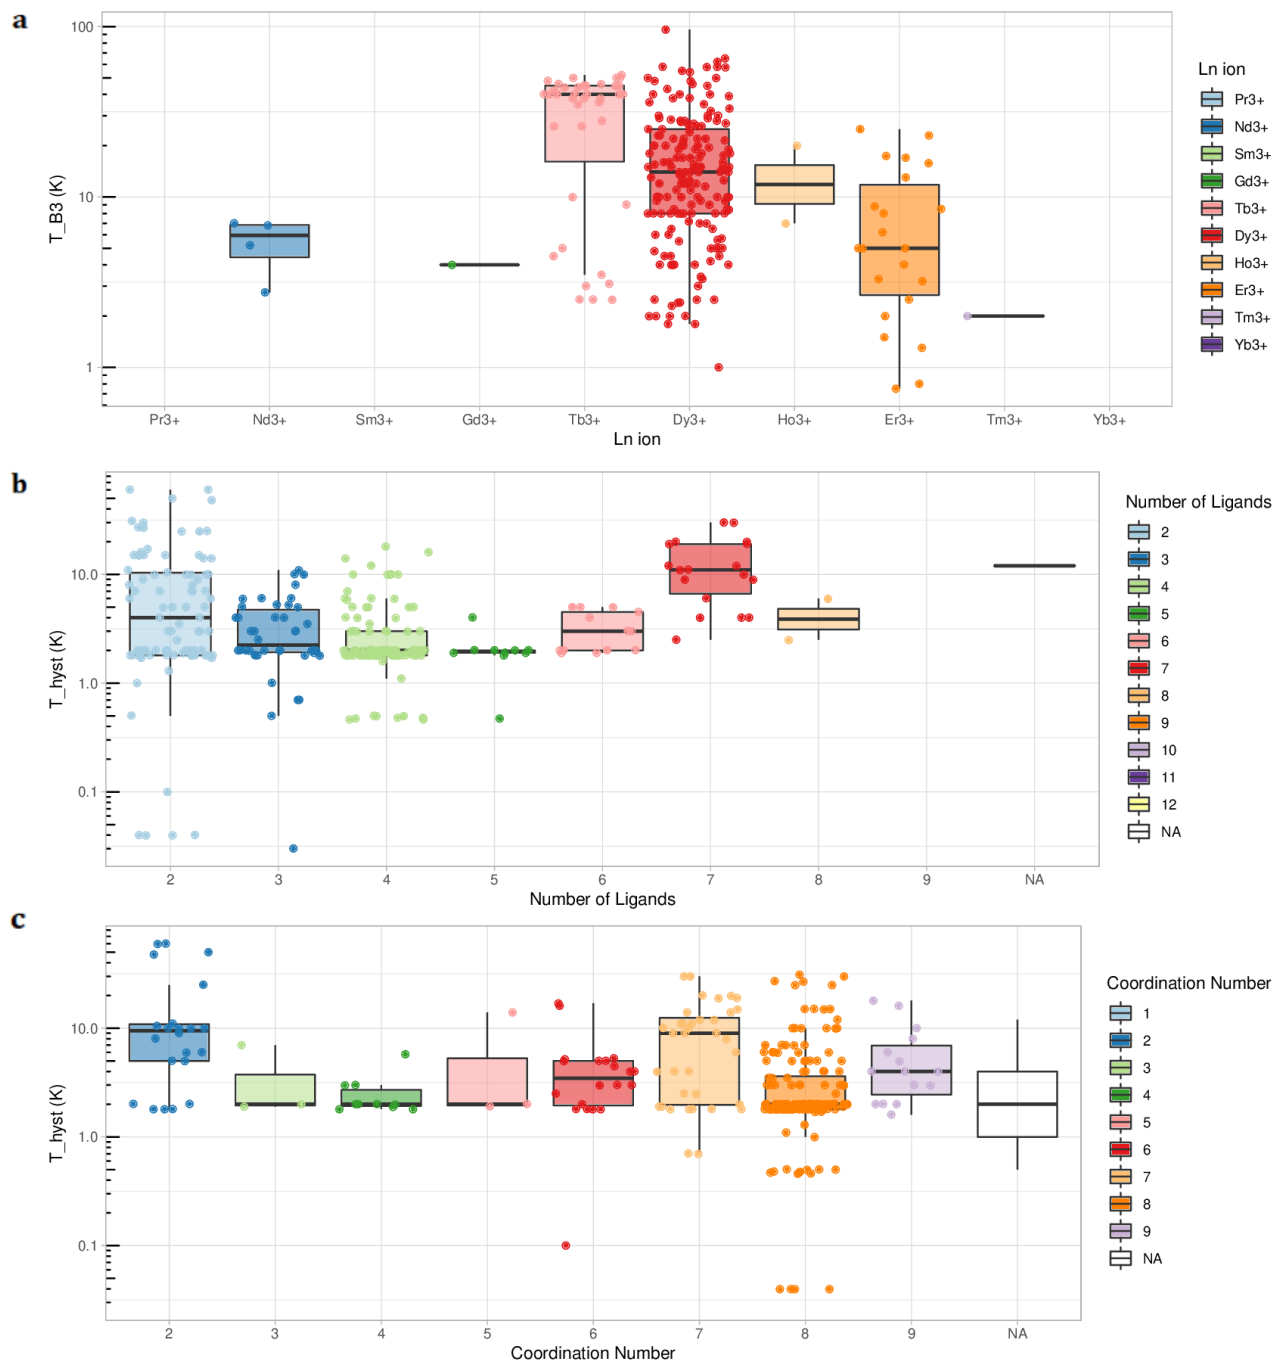 a
100
10
1
T_B3 (K)
Pr3+ Nd3+ Sm3+ Gd3+ Tb3+ Dy3+ Ho3+ Er3+ Tm3+ Yb3+
Ln ion
Ln ion
Pr3+
Nd3+
Sm3+
Gd3+
Tb3+
Dy3+
Ho3+
Er3+
Tm3+
Yb3+
b
10.0
1.0
0.1
T_hyst (K)
2 3 4 5 6 7 8 9 NA
Number of Ligands
Number of Ligands
2
3
4
5
6
7
8
9
10
11
12
NA
c
10.0
1.0
0.1
T_hyst (K)
2 3 4 5 6 7 8 9 NA
Coordination Number
Coordination Number
1
2
3
4
5
6
7
8
9
NA